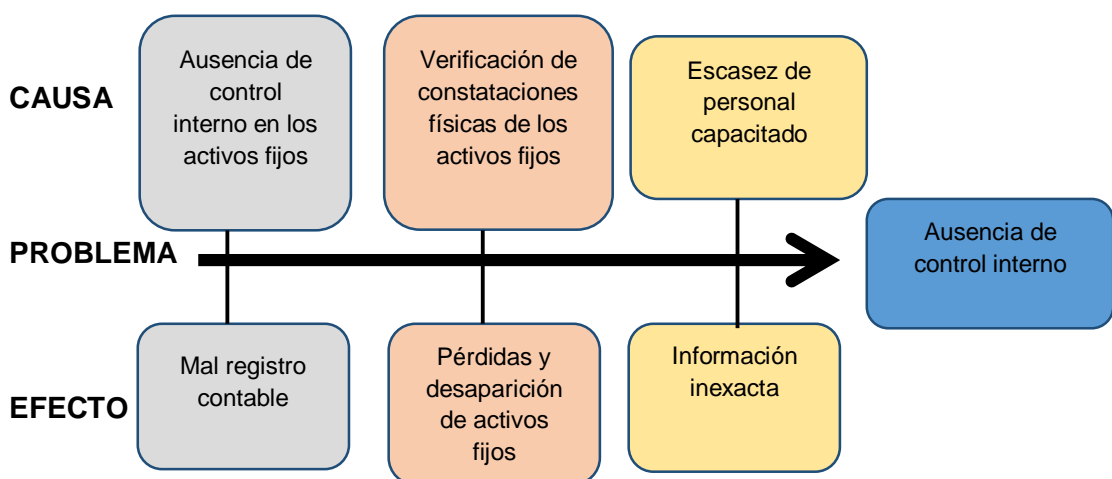 CAUSA
Ausencia de
control
interno en los
activos fijos
Verificación de
constataciones
físicas de los
activos fijos
Escasez de
personal
capacitado
PROBLEMA
Ausencia de
control interno
EFECTO
Mal registro
contable
Pérdidas y
desaparición
de activos
fijos
Información
inexacta